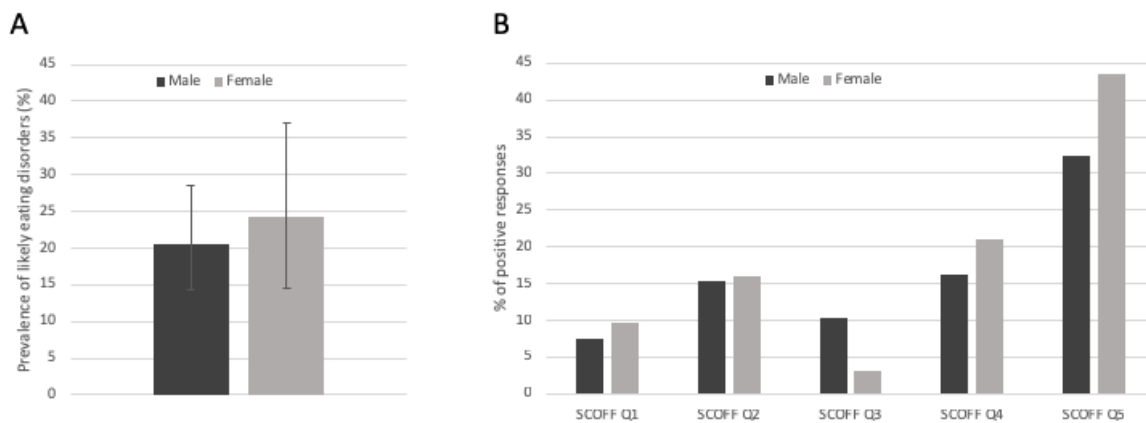 A
Prevalence of likely eating disorders (%)
Male Female
45
40
35
30
25
20
15
10
5
0
B
% of positive responses
Male Female
45
40
35
30
25
20
15
10
5
0
SCOFF Q1 SCOFF Q2 SCOFF Q3 SCOFF Q4 SCOFF Q5